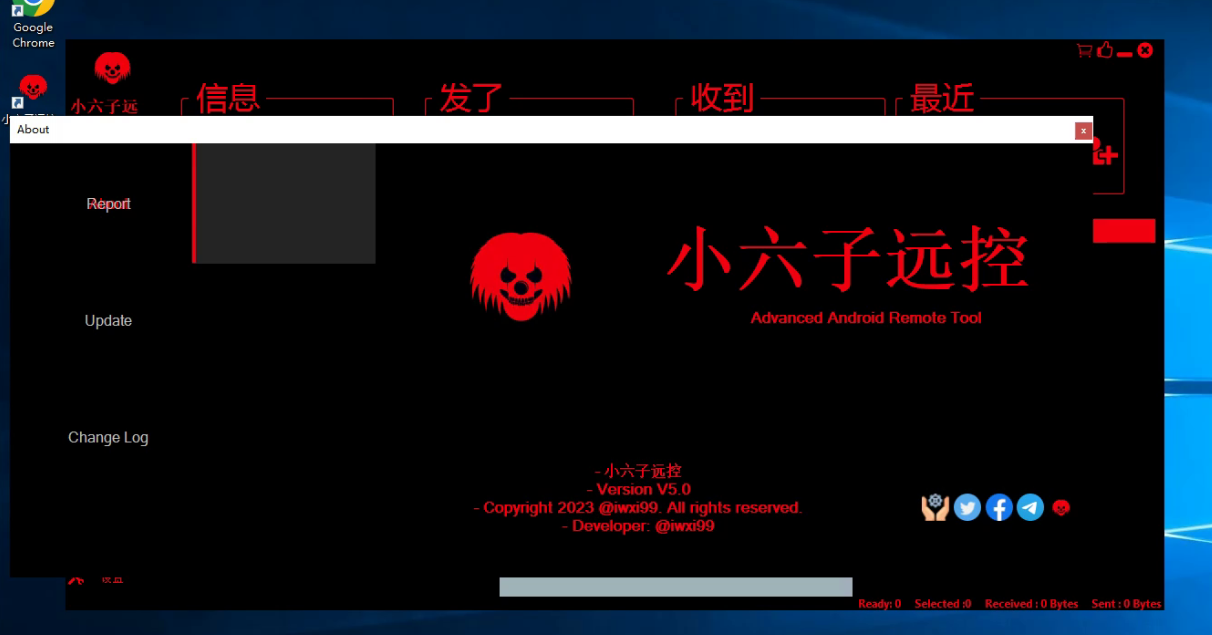 Google
Chrome
小六子远
信息
发了
收到
最近
About
x
Report
Update
Change Log
小六子远控
Advanced Android Remote Tool
- 小六子远控
- Version V5.0
- Copyright 2023 @iwxi99. All rights reserved.
- Developer: @iwxi99
Ready: 0 Selected :0 Received : 0 Bytes Sent : 0 Bytes